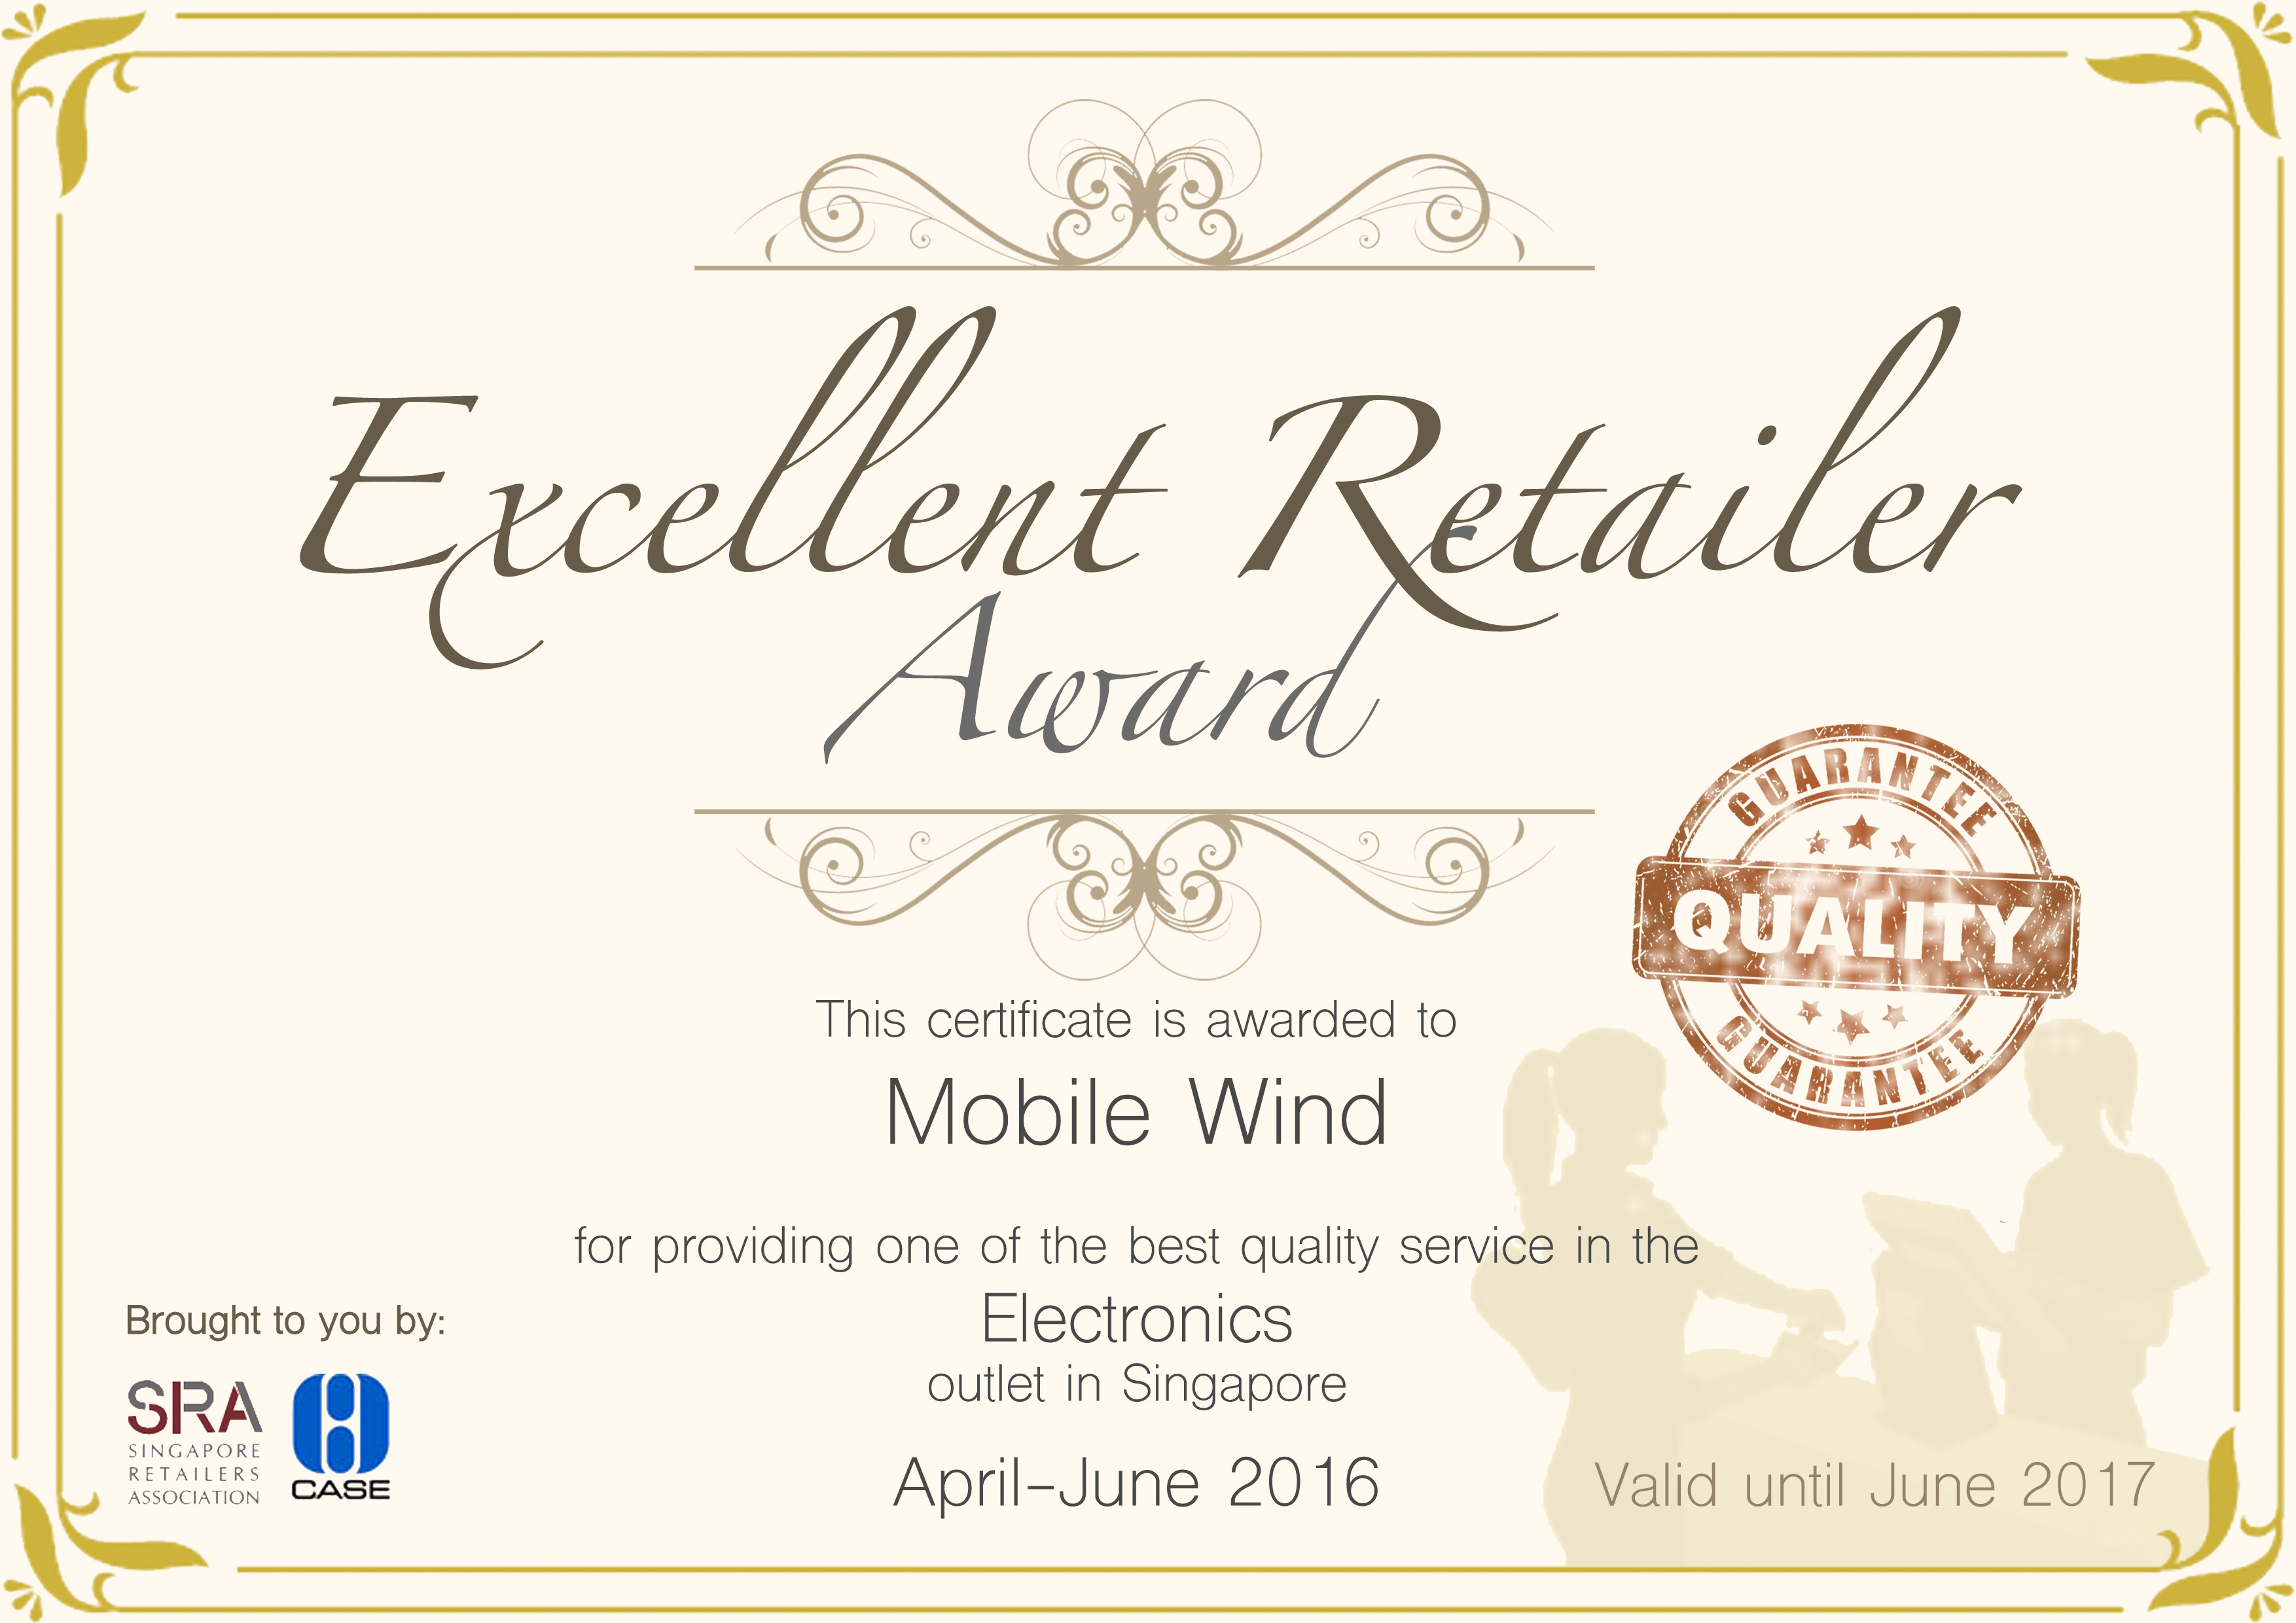 Excellent Retailer
Award
GUARANTEE
QUALITY
GUARANTEE
This certificate is awarded to
Mobile Wind
for providing one of the best quality service in the
Electronics
outlet in Singapore
April-June 2016
Brought to you by:
SRA
SINGAPORE
RETAILERS
ASSOCIATION
CASE
Valid until June 2017